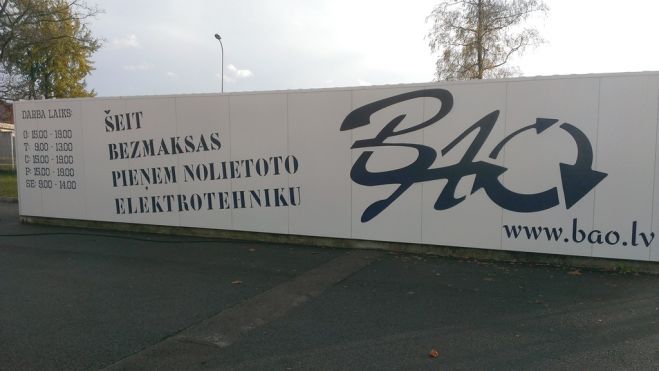 DARBA LAIKS:
O: 15.00 - 19.00
T: 9.00 - 13.00
C: 15.00 - 19.00
P: 15.00 - 19.00
SE: 9.00 - 14.00
ŠEIT
BEZMAKSAS
PIEŅEM NOLIETOTO
ELEKTROTEHNIKU
BAO
www.bao.lv